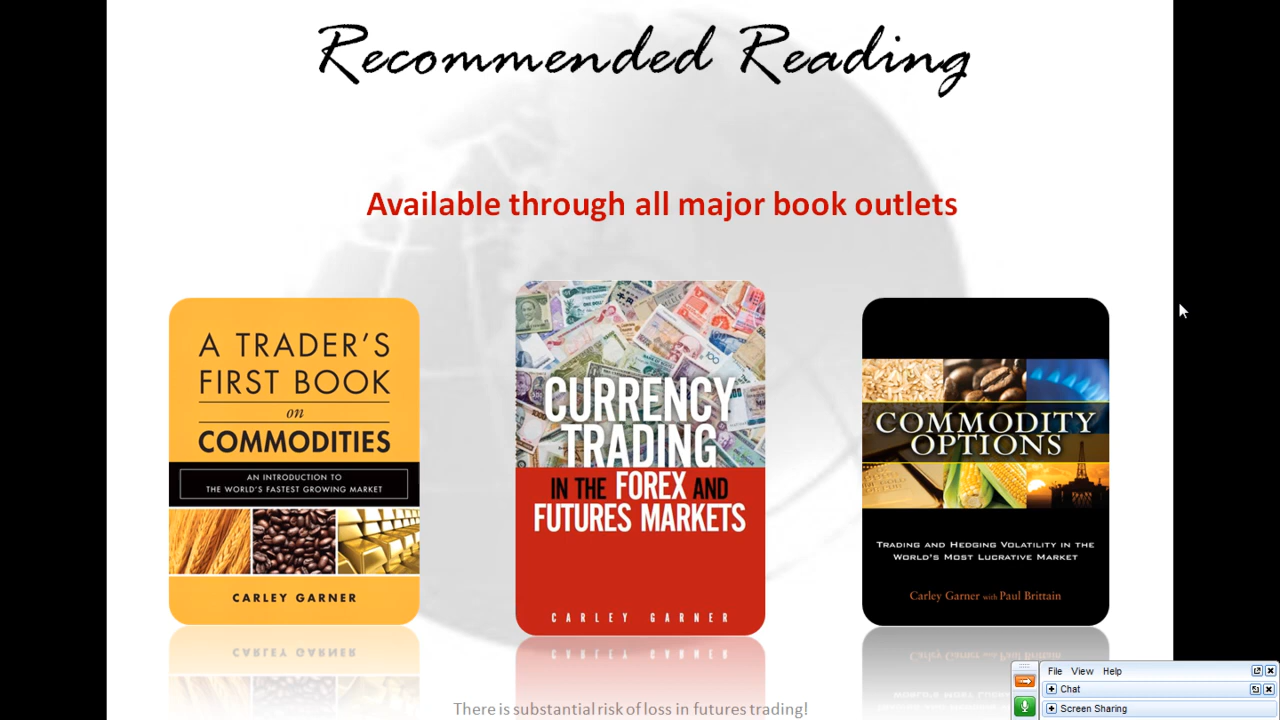 Recommended Reading
Available through all major book outlets
A TRADER'S
FIRST BOOK
on
COMMODITIES
AN INTRODUCTION TO
THE WORLD'S FASTEST GROWING MARKET
CARLEY GARNER
CURRENCY
TRADING
IN THE FOREX AND
FUTURES MARKETS
CARLEY GARNER
COMMODITY
OPTIONS
TRADING AND HEDGING VOLATILITY IN THE
WORLD'S MOST LUCRATIVE MARKET
Carley Garner with Paul Brittain
There is substantial risk of loss in futures trading!
File View Help
Chat
Screen Sharing